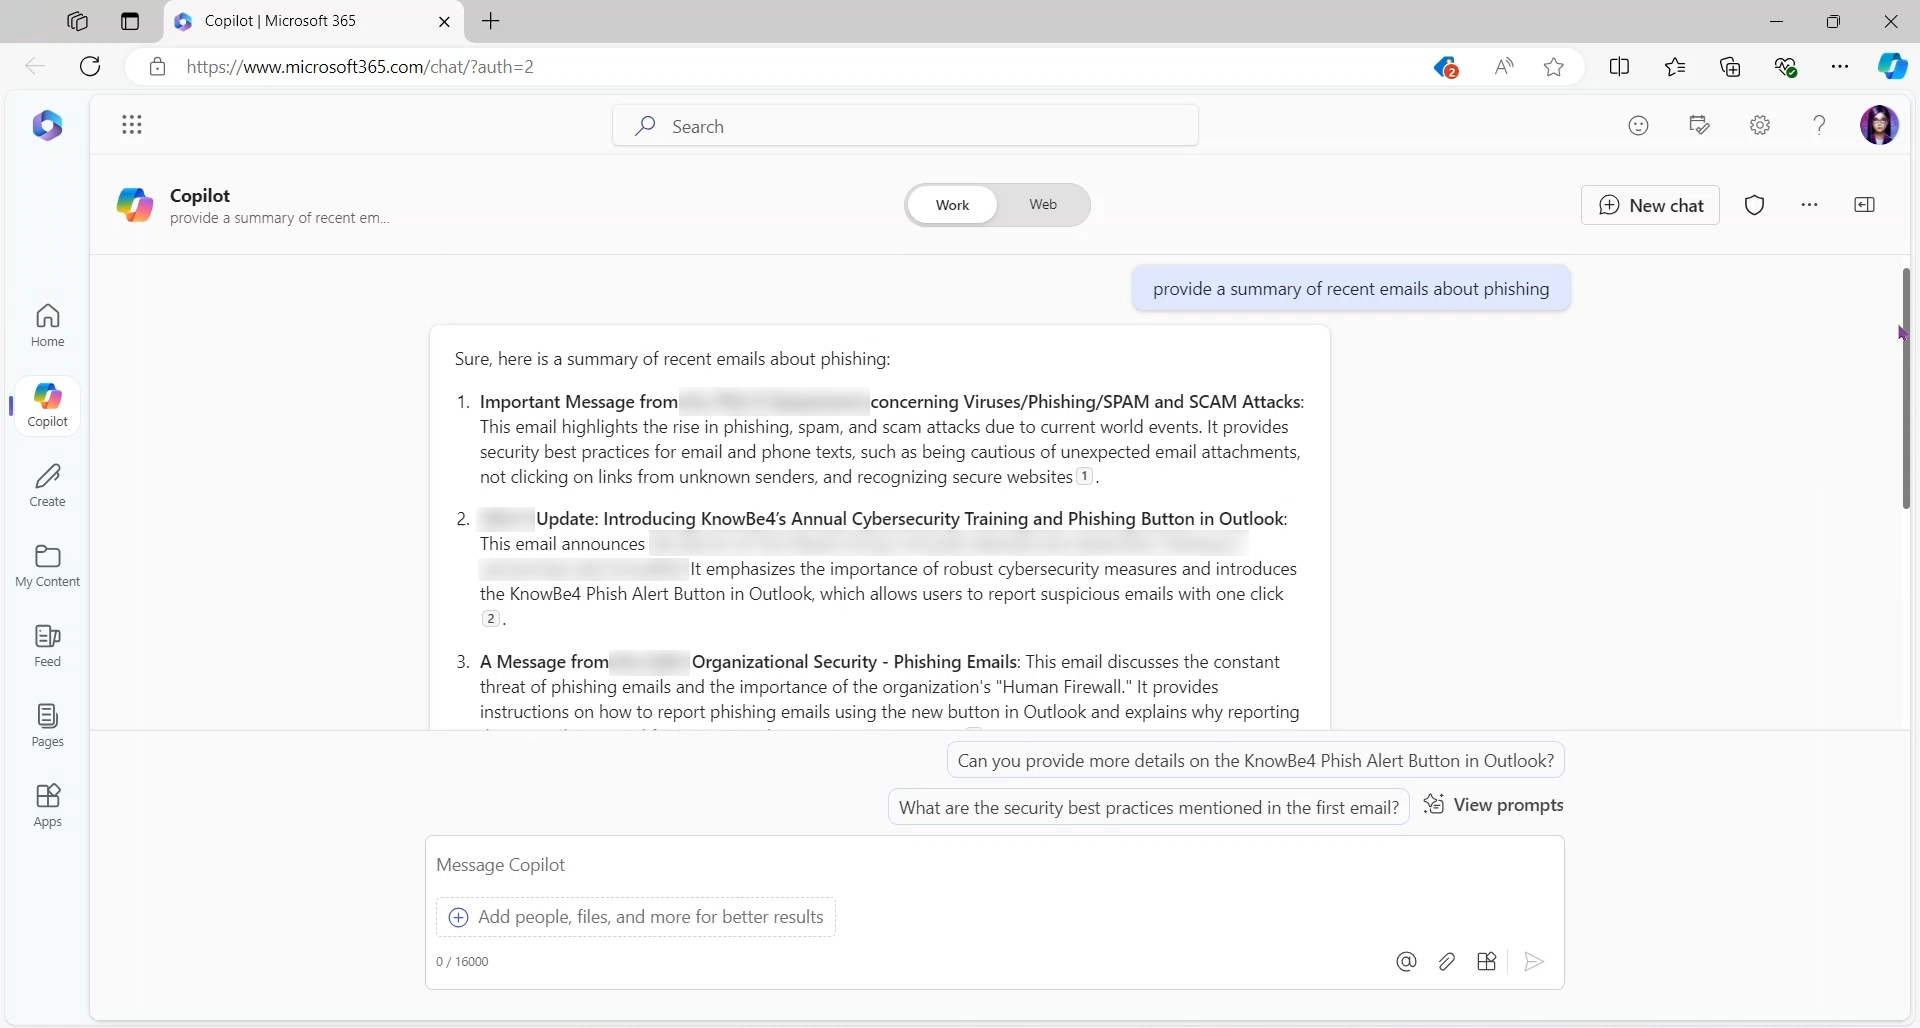 Copilot | Microsoft 365
https://www.microsoft365.com/chat/?auth=2
2
Search
Copilot
provide a summary of recent em...
Work
Web
New chat
Home
Copilot
Create
My Content
Feed
Pages
Apps
provide a summary of recent emails about phishing
Sure, here is a summary of recent emails about phishing:
1. Important Message from concerning Viruses/Phishing/SPAM and SCAM Attacks:
This email highlights the rise in phishing, spam, and scam attacks due to current world events. It provides
security best practices for email and phone texts, such as being cautious of unexpected email attachments,
not clicking on links from unknown senders, and recognizing secure websites 1 .
2. Update: Introducing KnowBe4's Annual Cybersecurity Training and Phishing Button in Outlook:
This email announces
It emphasizes the importance of robust cybersecurity measures and introduces
the KnowBe4 Phish Alert Button in Outlook, which allows users to report suspicious emails with one click
2 .
3. A Message from Organizational Security - Phishing Emails: This email discusses the constant
threat of phishing emails and the importance of the organization's "Human Firewall." It provides
instructions on how to report phishing emails using the new button in Outlook and explains why reporting
Can you provide more details on the KnowBe4 Phish Alert Button in Outlook?
What are the security best practices mentioned in the first email?
View prompts
Message Copilot
Add people, files, and more for better results
0 / 16000